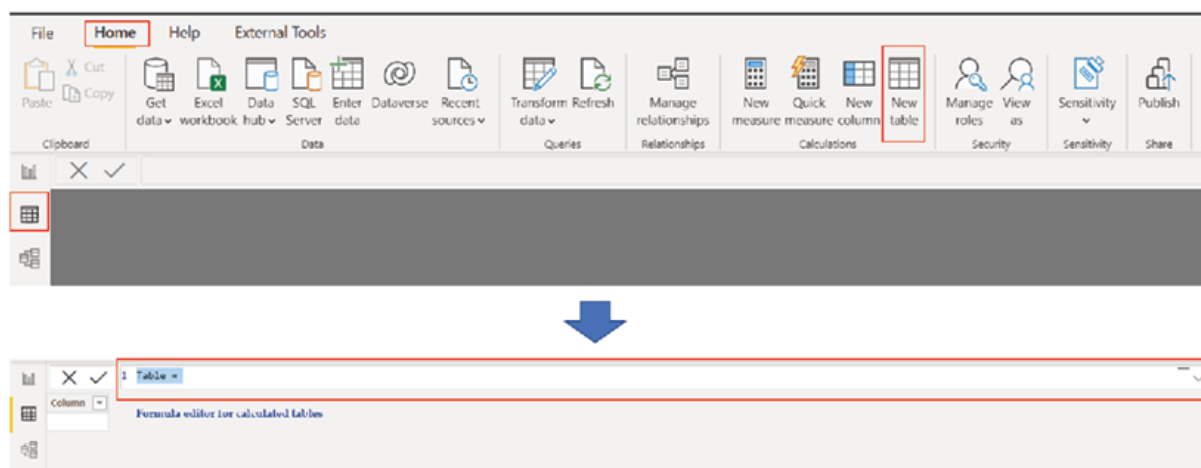 File Home Help External Tools
Cut
Copy
Paste
Get data
Excel workbook
Data hub
SQL Server
Enter data
Dataverse
Recent sources
Transform data
Refresh
Manage relationships
New measure
Quick measure
New column
New table
Manage roles
View as
Sensitivity
Publish
Clipboard Data Queries Relationships Calculations Security Sensitivity Share
1 Table =
Column
Formula editor for calculated tables